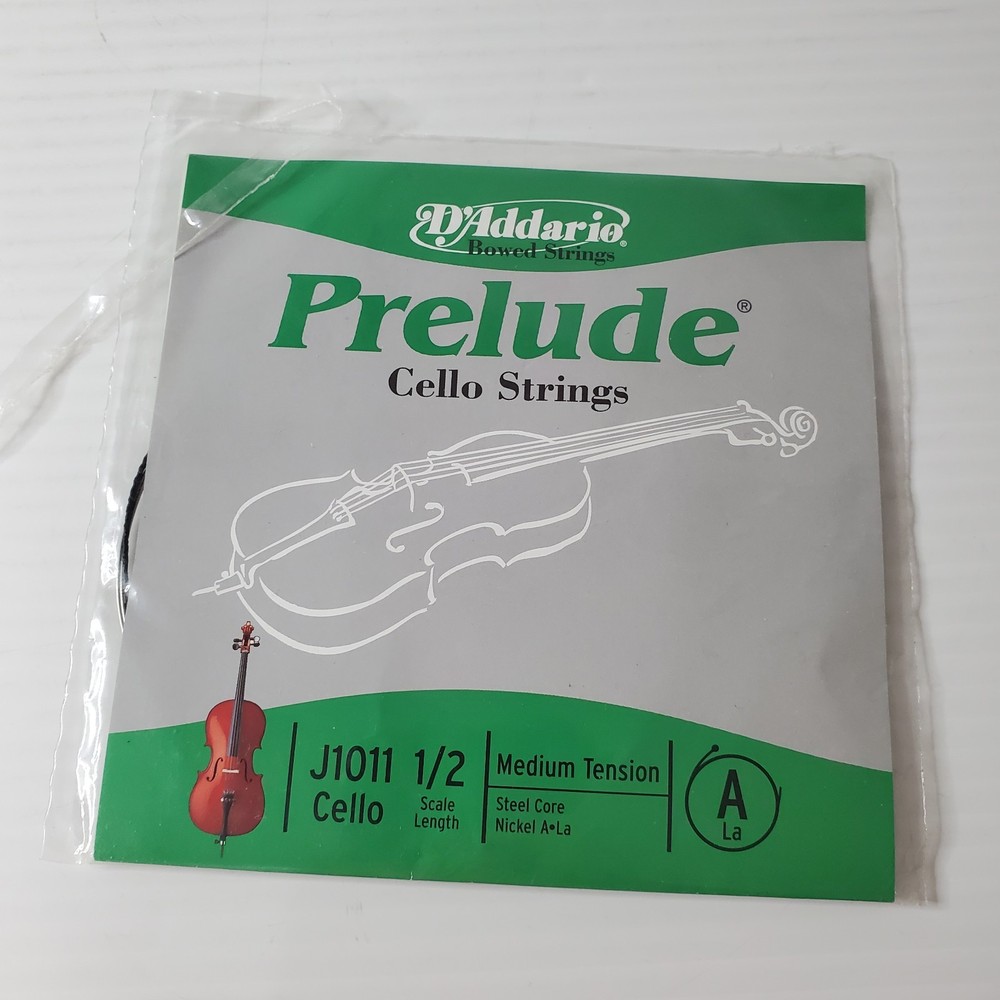 D'Addario®
Bowed Strings
Prelude®
Cello Strings
J1011
Cello
1/2
Scale
Length
Medium Tension
Steel Core
Nickel A•La
A
La